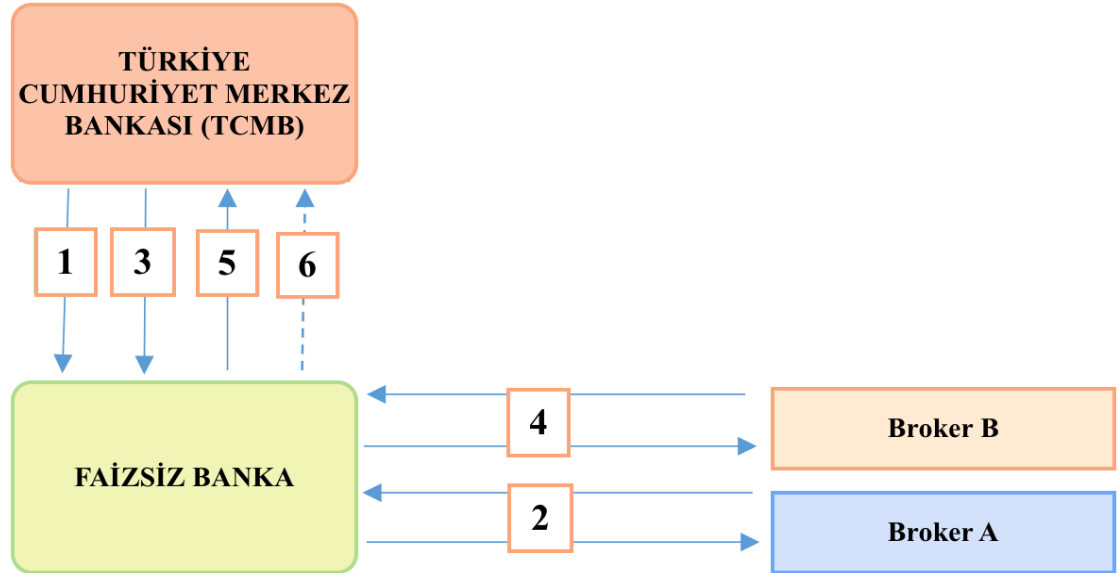 TÜRKİYE
CUMHURİYET MERKEZ
BANKASI (TCMB)
1
3
5
6
4
Broker B
FAİZSİZ BANKA
2
Broker A